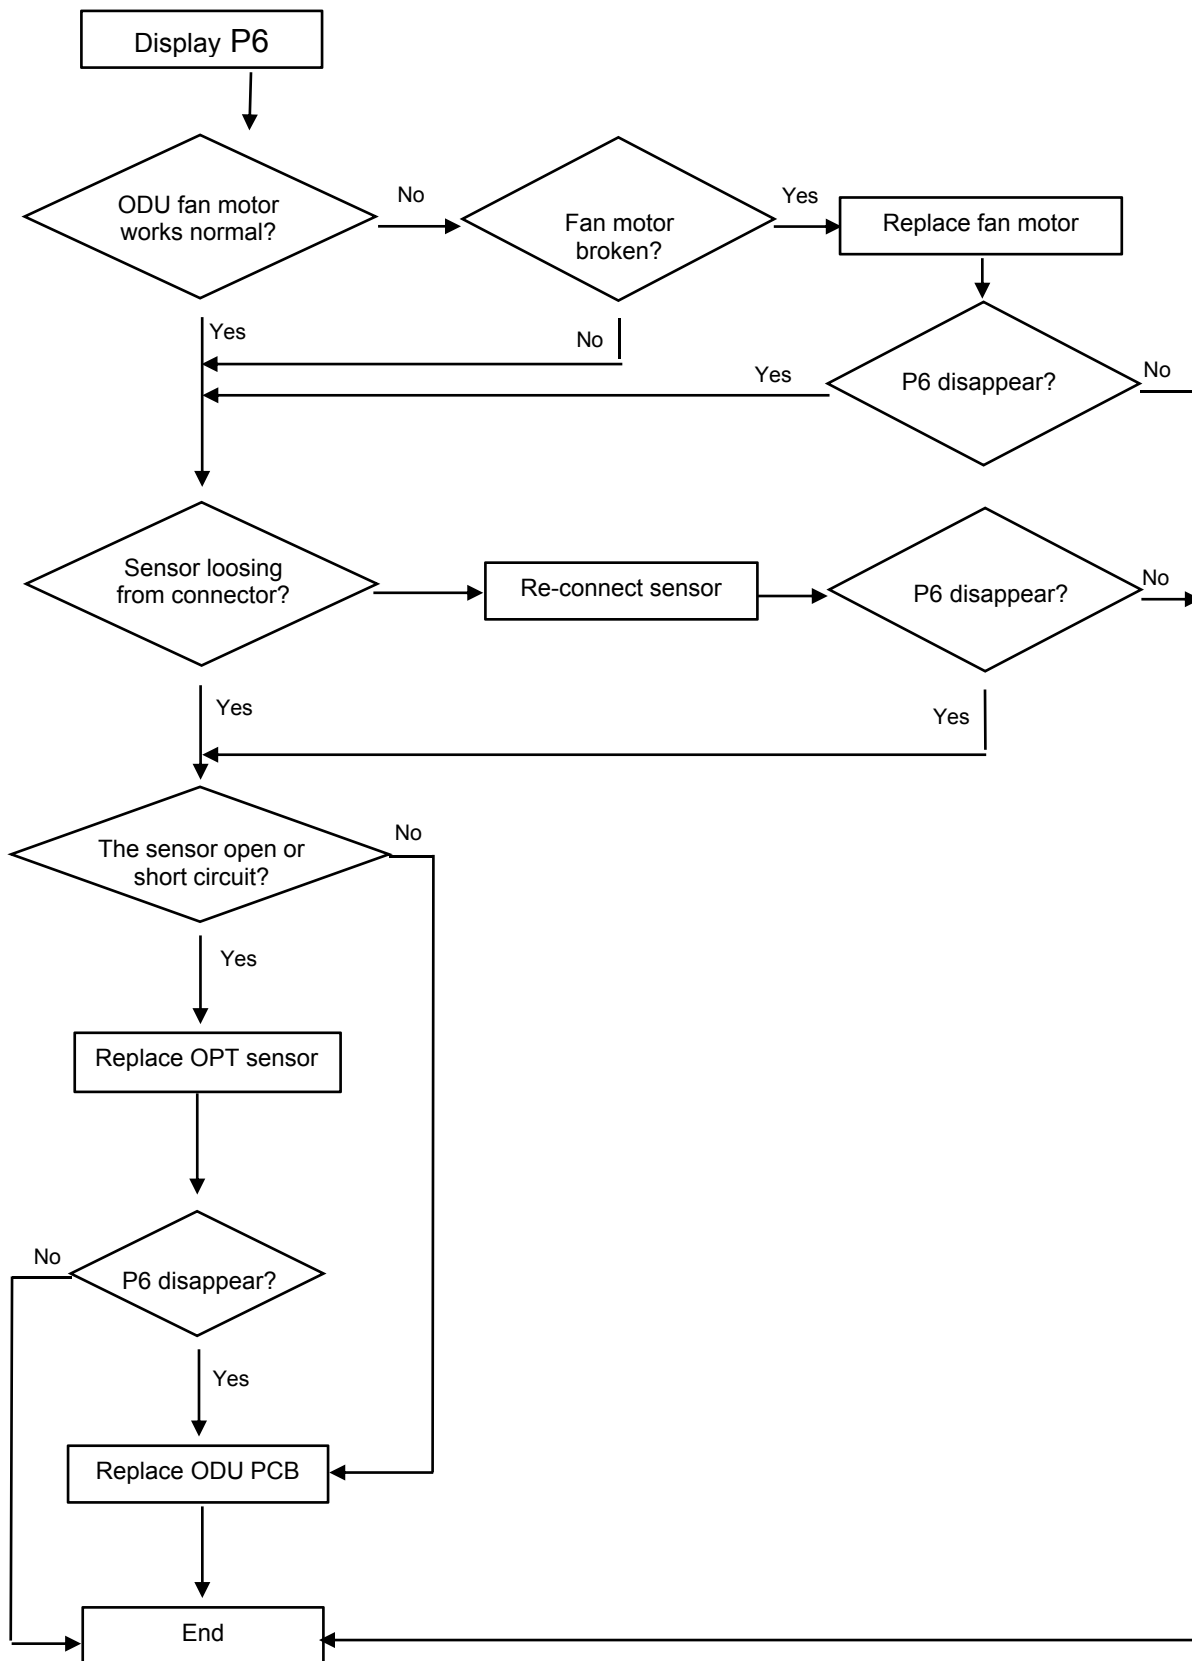 Display P6
ODU fan motor
works normal?
No
Fan motor
broken?
Yes
Replace fan motor
Yes
No
Yes
P6 disappear?
No
Sensor loosing
from connector?
Re-connect sensor
P6 disappear?
No
Yes
Yes
The sensor open or
short circuit?
No
Yes
Replace OPT sensor
No
P6 disappear?
Yes
Replace ODU PCB
End